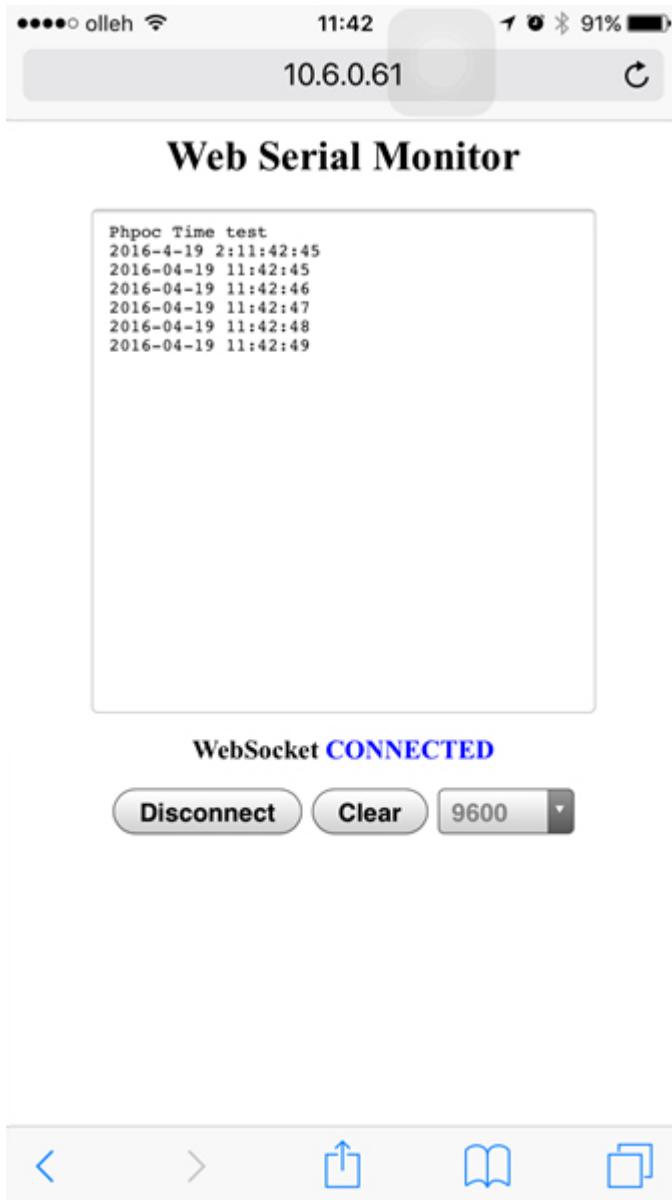 olleh 11:42 91%
10.6.0.61
Web Serial Monitor
Phpoc Time test
2016-4-19 2:11:42:45
2016-04-19 11:42:45
2016-04-19 11:42:46
2016-04-19 11:42:47
2016-04-19 11:42:48
2016-04-19 11:42:49
WebSocket CONNECTED
Disconnect Clear 9600